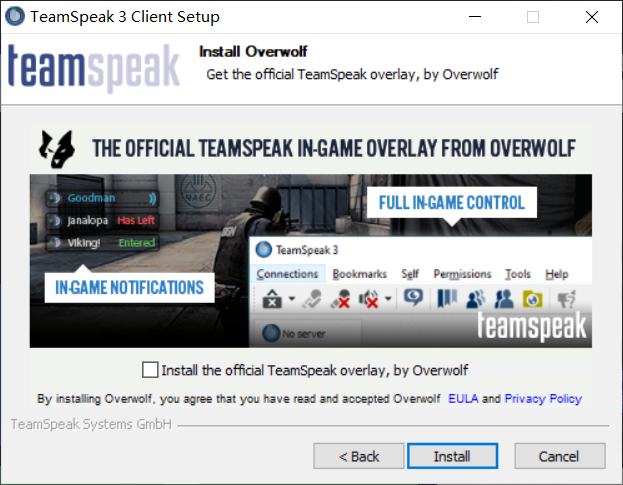 TeamSpeak 3 Client Setup
teamspeak
Install Overwolf
Get the official TeamSpeak overlay, by Overwolf
THE OFFICIAL TEAMSPEAK IN-GAME OVERLAY FROM OVERWOLF
Goodman
Janalopa Has Left
Viking! Entered
IN-GAME NOTIFICATIONS
FULL IN-GAME CONTROL
TeamSpeak 3
Connections Bookmarks Self Permissions Tools Help
No server
teamspeak
Install the official TeamSpeak overlay, by Overwolf
By installing Overwolf, you agree that you have read and accepted Overwolf EULA and Privacy Policy
TeamSpeak Systems GmbH
< Back Install Cancel